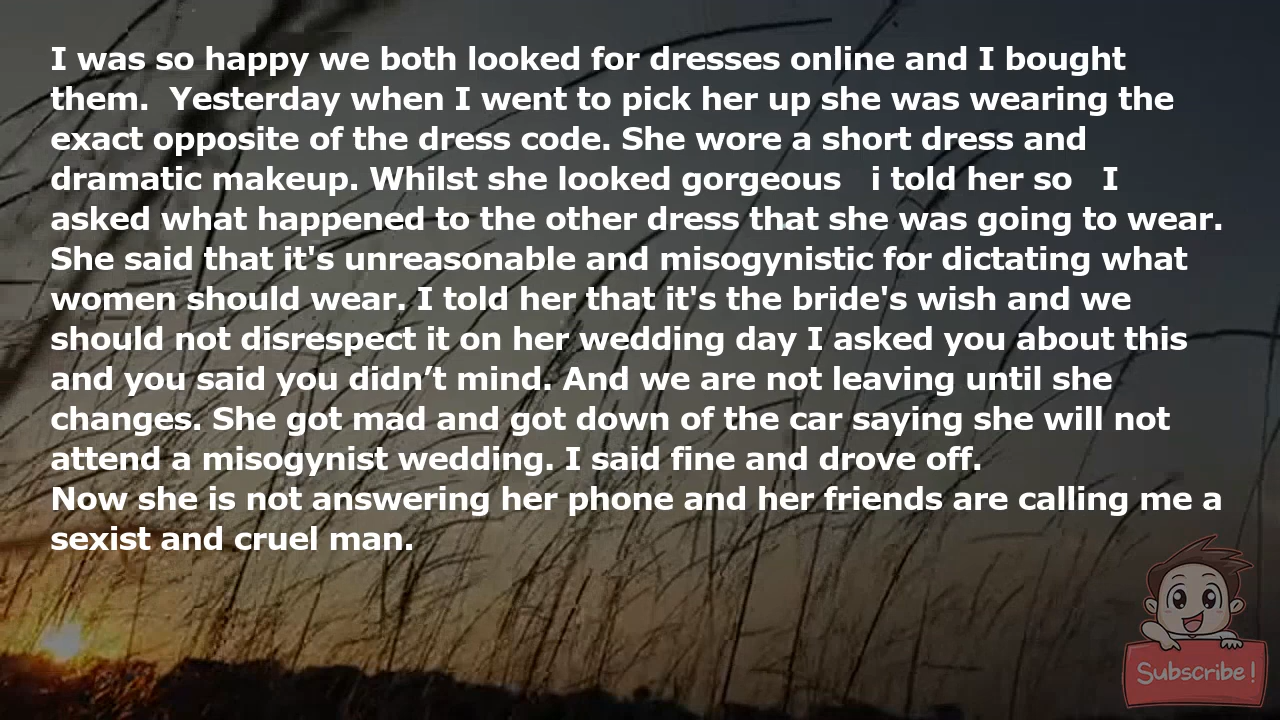 I was so happy we both looked for dresses online and I bought
them.  Yesterday when I went to pick her up she was wearing the
exact opposite of the dress code. She wore a short dress and
dramatic makeup. Whilst she looked gorgeous   i told her so   I
asked what happened to the other dress that she was going to wear.
She said that it's unreasonable and misogynistic for dictating what
women should wear. I told her that it's the bride's wish and we
should not disrespect it on her wedding day I asked you about this
and you said you didn’t mind. And we are not leaving until she
changes. She got mad and got down of the car saying she will not
attend a misogynist wedding. I said fine and drove off.
Now she is not answering her phone and her friends are calling me a
sexist and cruel man.
Subscribe!